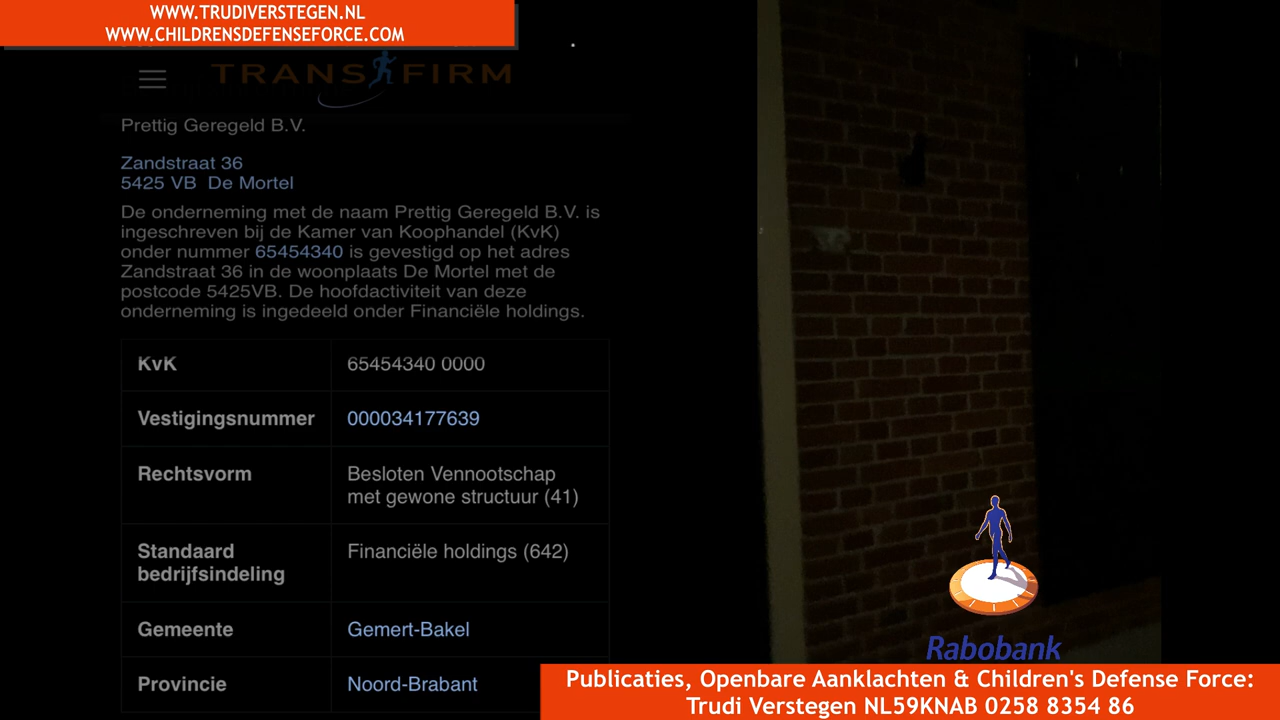 WWW.TRUDIVERSTEGEN.NL
WWW.CHILDRENSDEFENSEFORCE.COM
TRANSFIRM
Prettig Geregeld B.V.
Zandstraat 36
5425 VB De Mortel
De onderneming met de naam Prettig Geregeld B.V. is
ingeschreven bij de Kamer van Koophandel (KvK)
onder nummer 65454340 is gevestigd op het adres
Zandstraat 36 in de woonplaats De Mortel met de
postcode 5425VB. De hoofdactiviteit van deze
onderneming is ingedeeld onder Financiële holdings.
KvK 65454340 0000
Vestigingsnummer 000034177639
Rechtsvorm Besloten Vennootschap
met gewone structuur (41)
Standaard Financiële holdings (642)
bedrijfsindeling
Gemeente Gemert-Bakel
Provincie Noord-Brabant
Rabobank
Publicaties, Openbare Aanklachten & Children's Defense Force:
Trudi Verstegen NL59KNAB 0258 8354 86